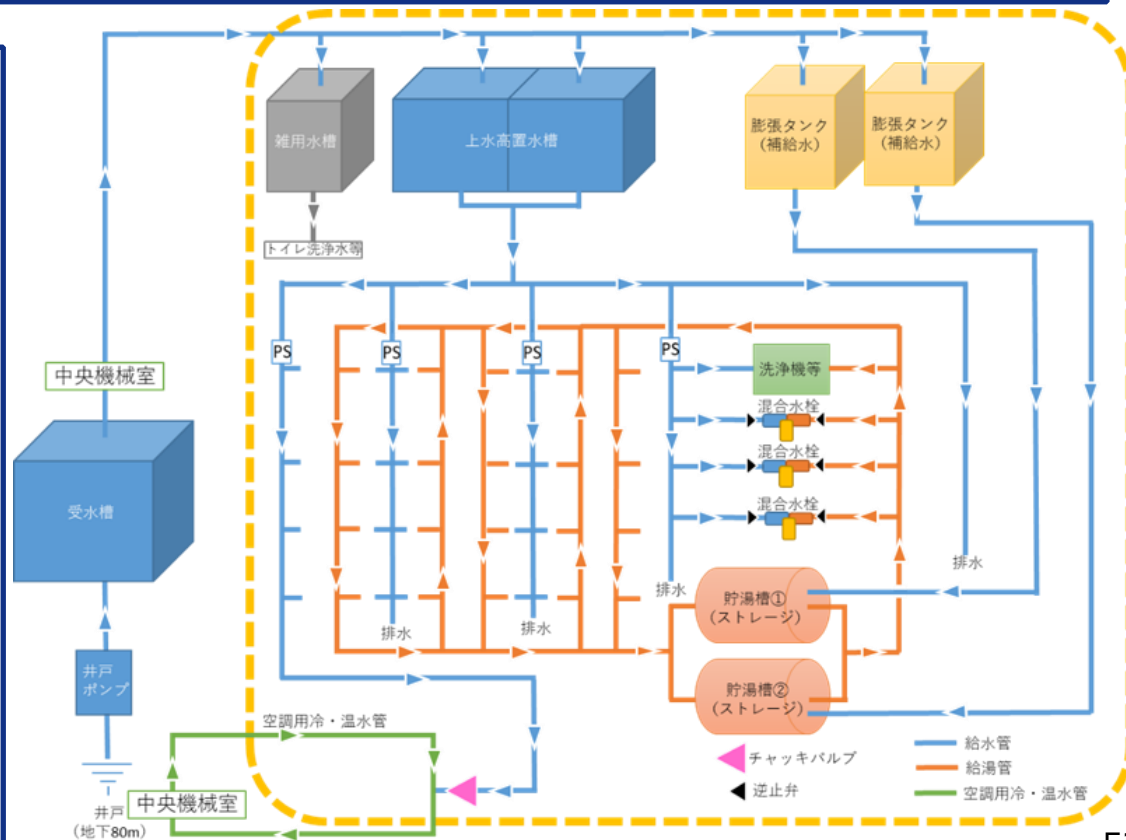 雑用水槽
上水高置水槽
膨張タンク
（補給水）
膨張タンク
（補給水）
トイレ洗浄水等
PS
PS
PS
PS
洗浄機等
中央機械室
混合水栓
混合水栓
混合水栓
受水槽
排水
排水
排水
排水
貯湯槽①
（ストレージ）
貯湯槽②
（ストレージ）
井戸
ポンプ
空調用冷・温水管
チャッキバルブ
逆止弁
給水管
給湯管
空調用冷・温水管
中央機械室
井戸
（地下80m）